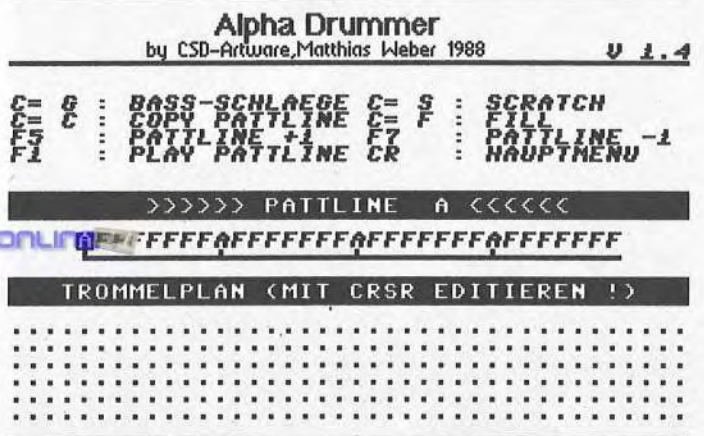 Alpha Drummer
by CSD-Artware,Matthias Weber 1988 V 1.4
C= G : BASS-SCHLAEGE C= S : SCRATCH
C= C : COPY PATTLINE C= F : FILL
F5 : PATTLINE +1 F7 : PATTLINE -1
F1 : PLAY PATTLINE CR : HAUPTMENU
>>>>>> PATTLINE A <<<<<<
AFFFFFFFAFFFFFFFAFFFFFFFAFFFFFFF
TROMMELPLAN (MIT CRSR EDITIEREN !)